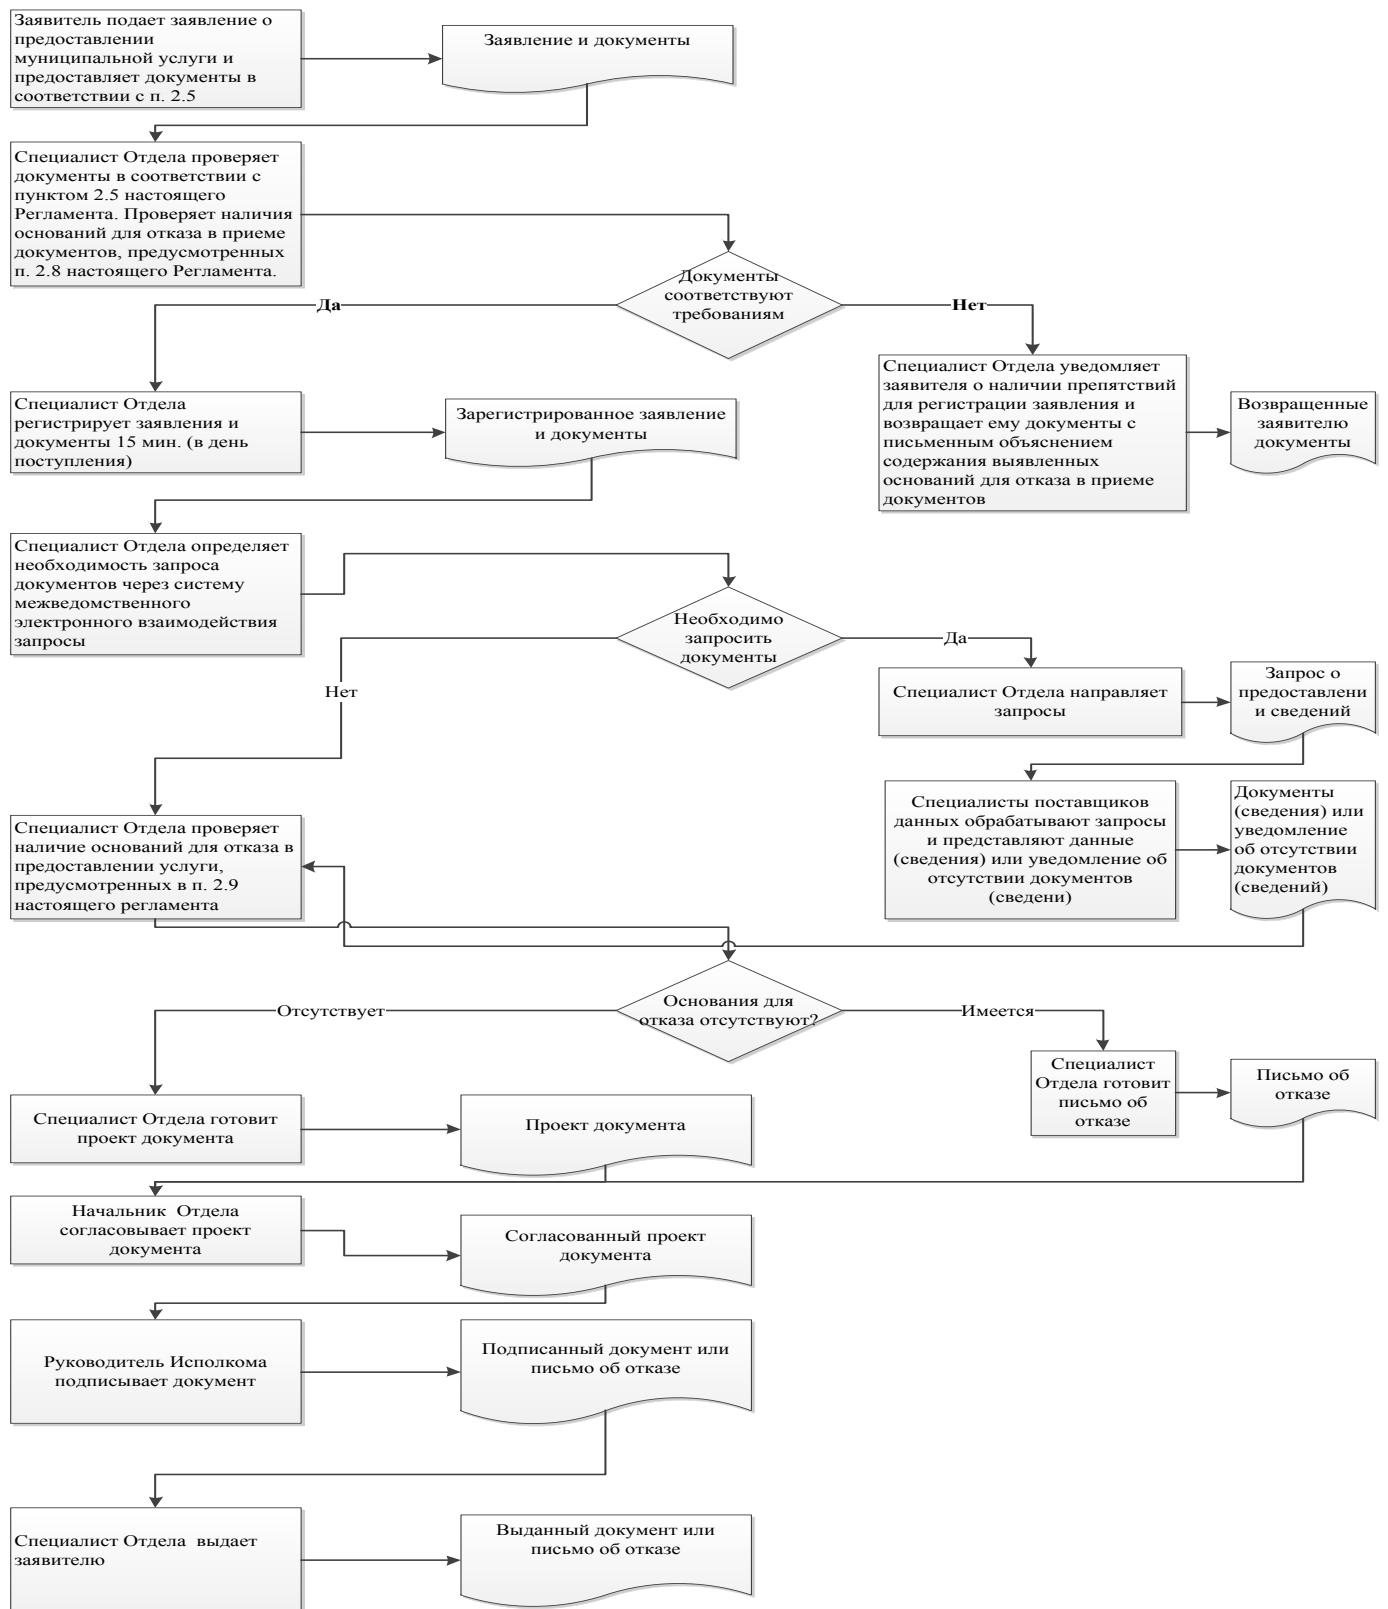 Заявитель подает заявление о
предоставлении
муниципальной услуги и
предоставляет документы в
соответствии с п. 2.5
Заявление и документы
Специалист Отдела проверяет
документы в соответствии с
пунктом 2.5 настоящего
Регламента. Проверяет наличия
оснований для отказа в приеме
документов, предусмотренных
п. 2.8 настоящего Регламента.
Документы
соответствуют
требованиям
Да
Нет
Специалист Отдела
регистрирует заявления и
документы 15 мин. (в день
поступления)
Зарегистрированное заявление
и документы
Специалист Отдела уведомляет
заявителя о наличии препятствий
для регистрации заявления и
возвращает ему документы с
письменным объяснением
содержания выявленных
оснований для отказа в приеме
документов
Возвращенные
заявителю
документы
Специалист Отдела определяет
необходимость запроса
документов через систему
межведомственного
электронного взаимодействия
запросы
Необходимо
запросить
документы
Да
Нет
Специалист Отдела направляет
запросы
Запрос о
предоставлени
и сведений
Специалисты поставщиков
данных обрабатывают запросы
и представляют данные
(сведения) или уведомление об
отсутствии документов
(сведени)
Документы
(сведения) или
уведомление
об отсутствии
документов
(сведений)
Специалист Отдела проверяет
наличие оснований для отказа в
предоставлении услуги,
предусмотренных в п. 2.9
настоящего регламента
Основания для
отказа отсутствуют?
Отсутствует
Имеется
Специалист
Отдела готовит
письмо об
отказе
Письмо об
отказе
Специалист Отдела готовит
проект документа
Проект документа
Начальник  Отдела
согласовывает проект
документа
Согласованный проект
документа
Руководитель Исполкома
подписывает документ
Подписанный документ или
письмо об отказе
Специалист Отдела  выдает
заявителю
Выданный документ или
письмо об отказе